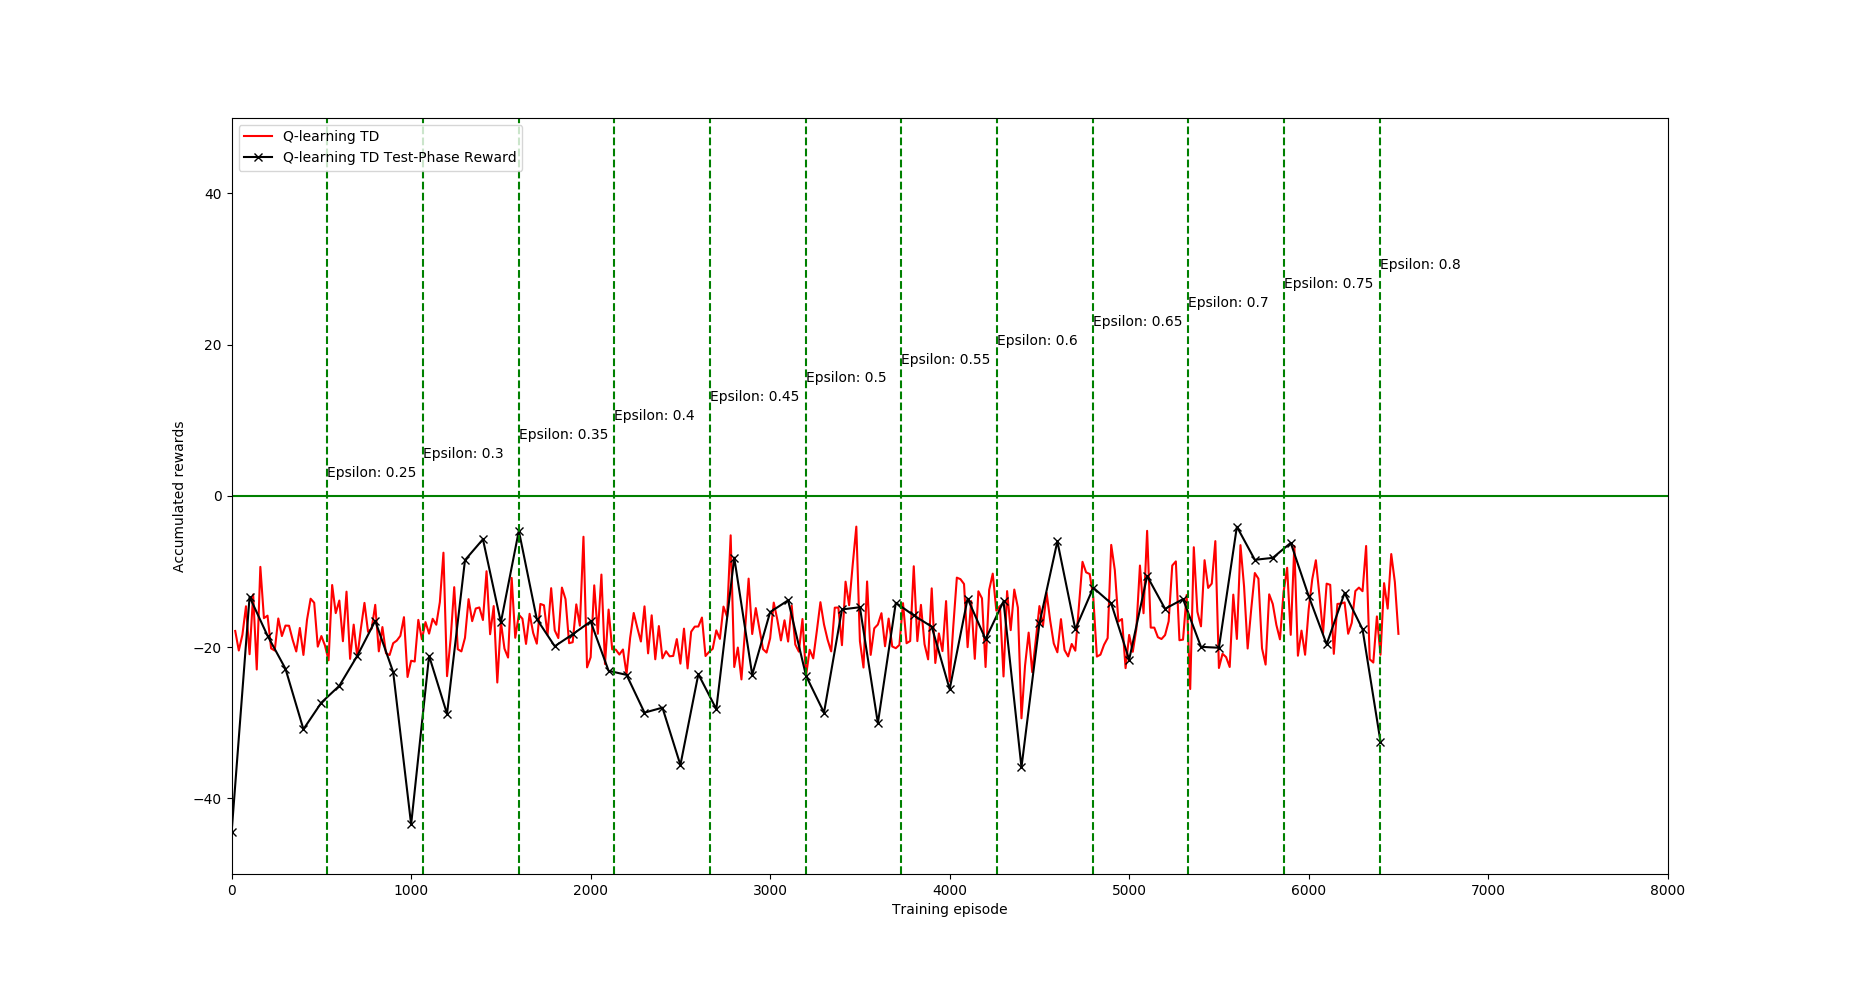 Q-learning TD
Q-learning TD Test-Phase Reward
40
20
0
−20
−40
Accumulated rewards
Epsilon: 0.8
Epsilon: 0.75
Epsilon: 0.7
Epsilon: 0.65
Epsilon: 0.6
Epsilon: 0.55
Epsilon: 0.5
Epsilon: 0.45
Epsilon: 0.4
Epsilon: 0.35
Epsilon: 0.3
Epsilon: 0.25
0 1000 2000 3000 4000 5000 6000 7000 8000
Training episode